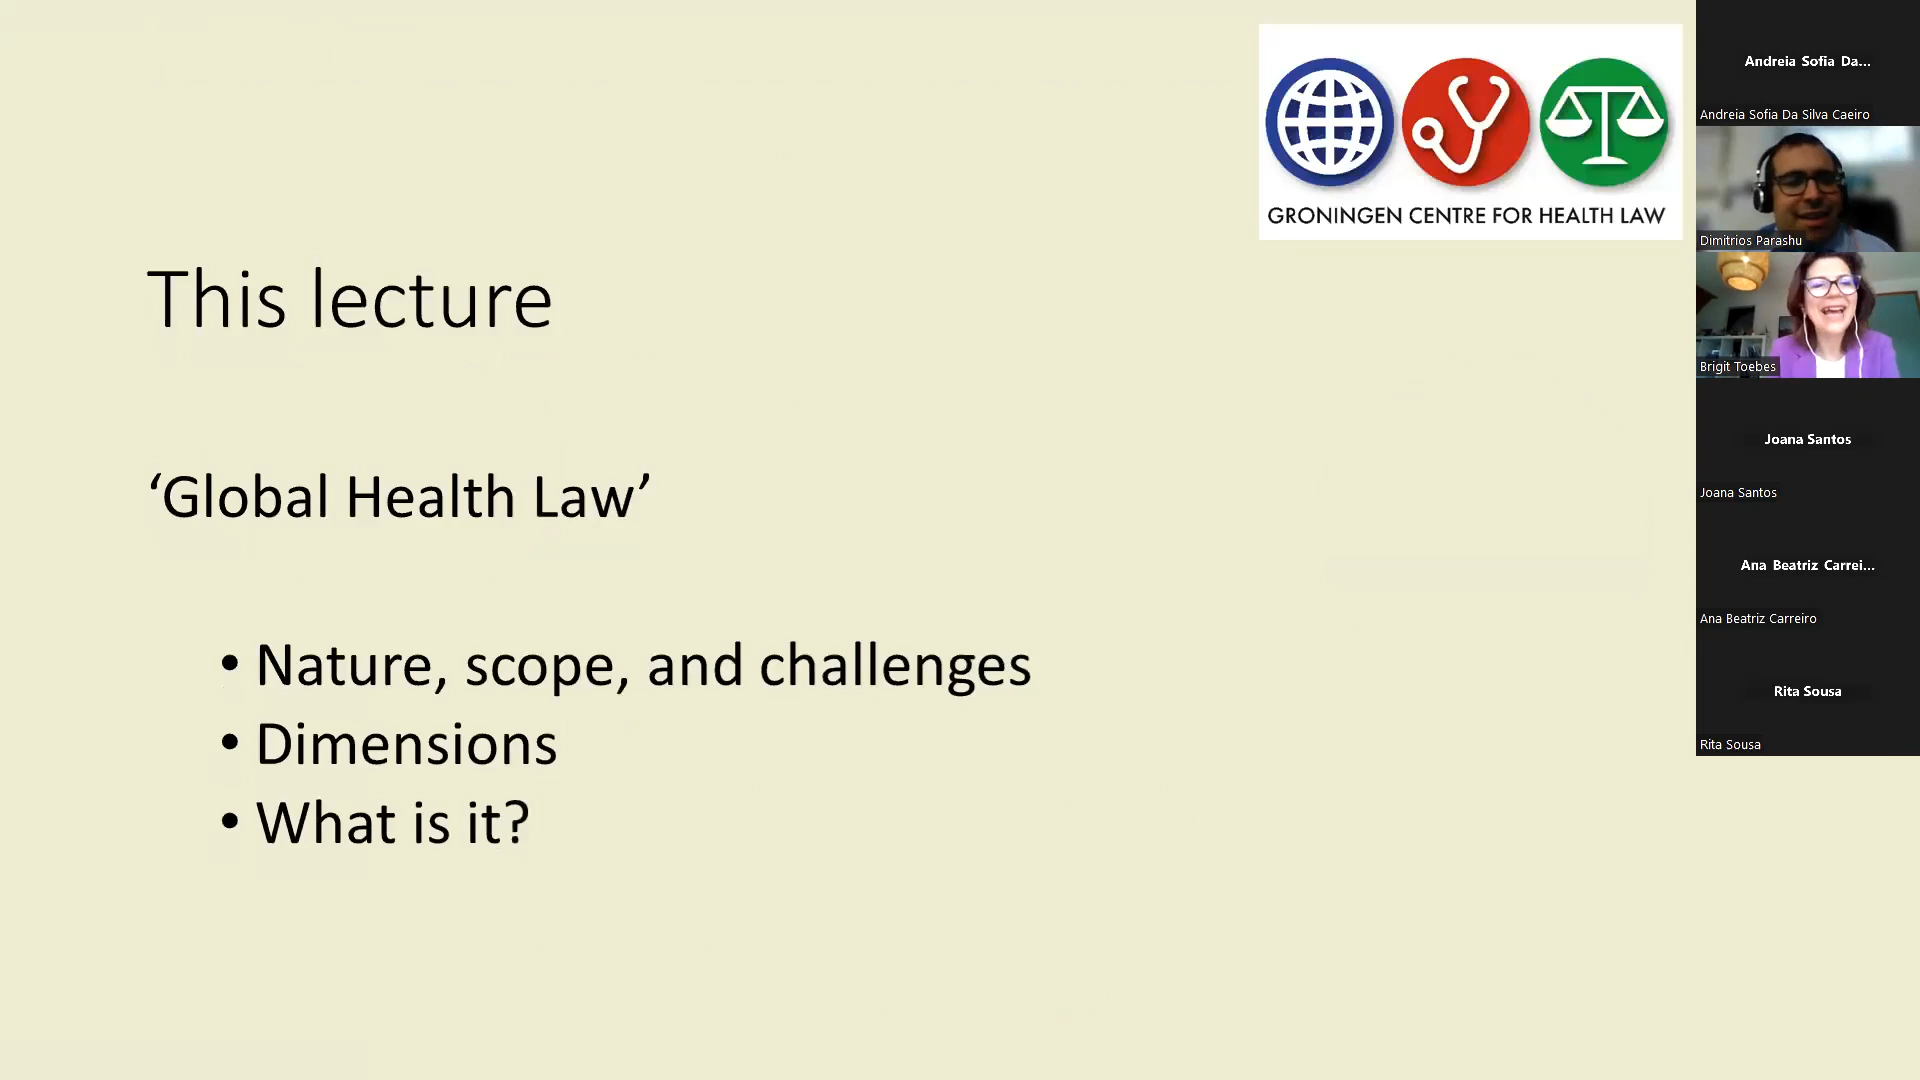 GRONINGEN CENTRE FOR HEALTH LAW
This lecture
‘Global Health Law’
• Nature, scope, and challenges
• Dimensions
• What is it?
Andreia Sofia Da...
Andreia Sofia Da Silva Caeiro
Dimitrios Parashu
Brigit Toebes
Joana Santos
Joana Santos
Ana Beatriz Carrei...
Ana Beatriz Carreiro
Rita Sousa
Rita Sousa